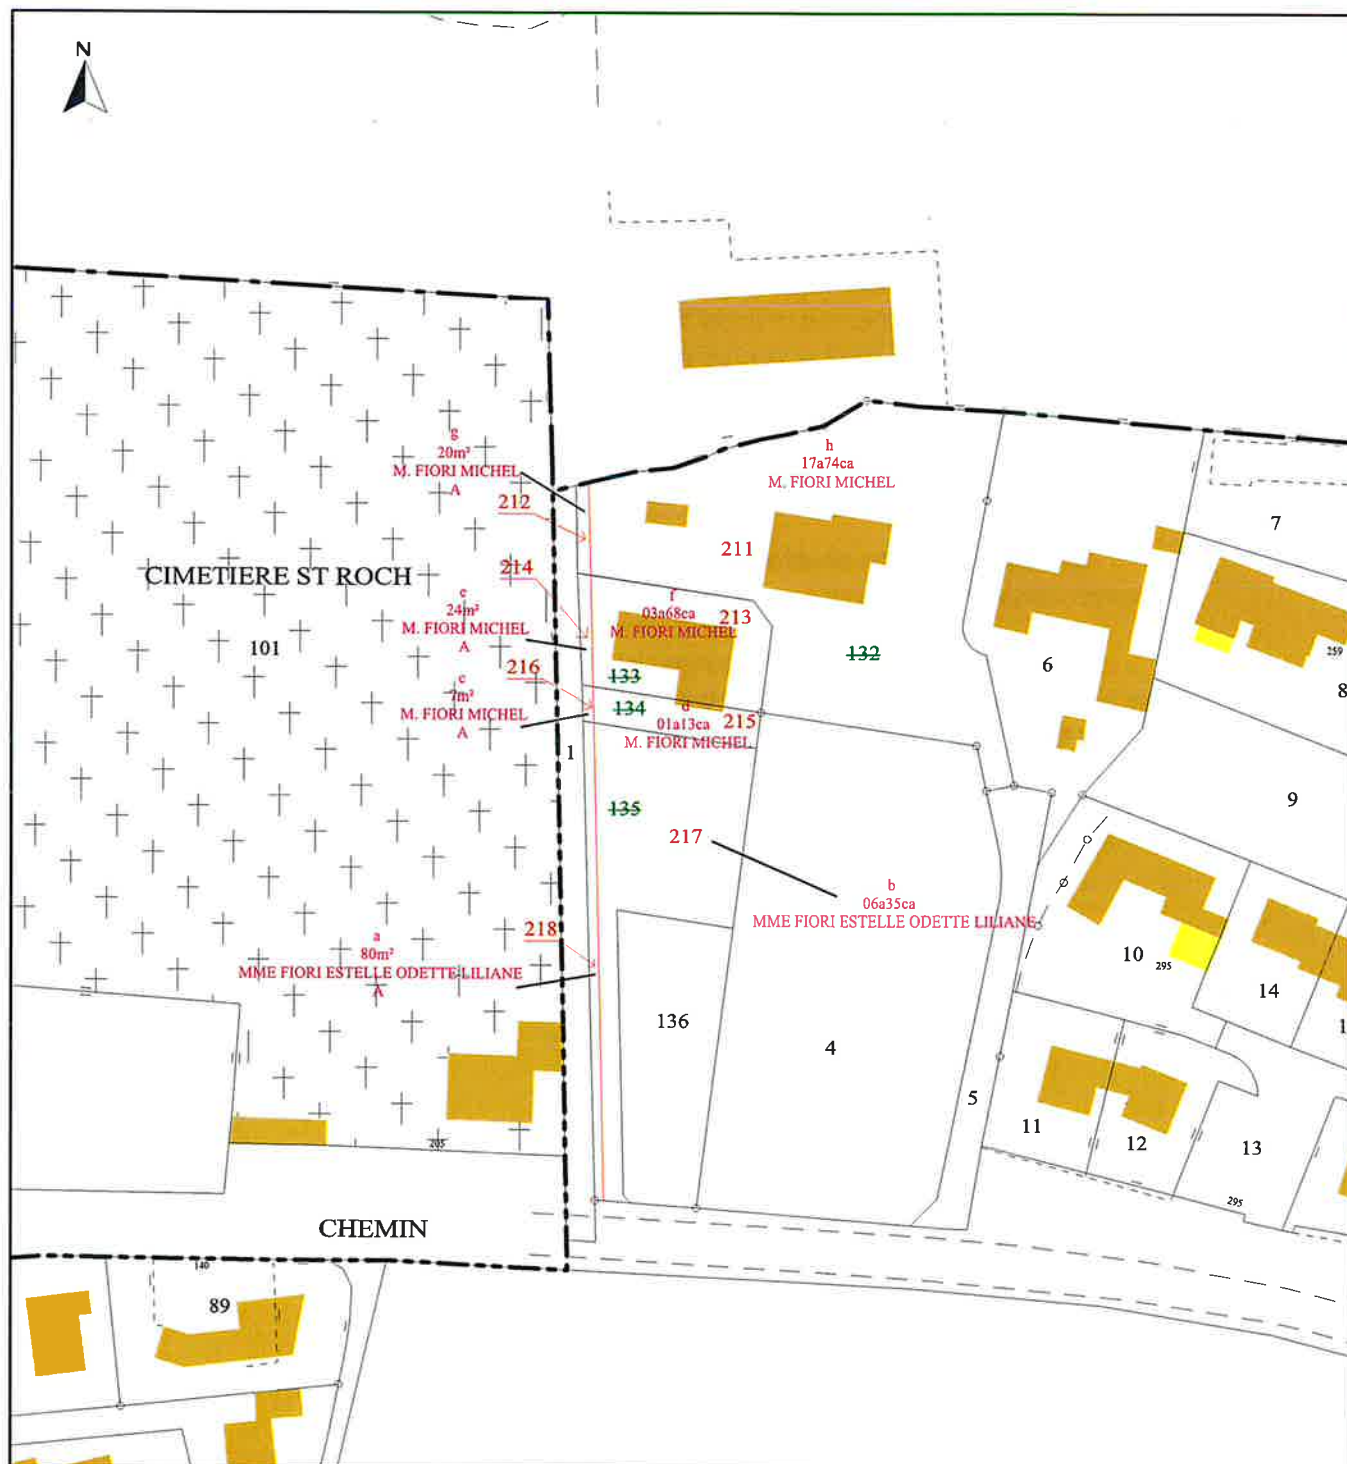 N
g
20m²
M. FIORI MICHEL
A
212
h
17a74ca
M. FIORI MICHEL
7
211
214
CIMETIERE ST ROCH
101
e
24m²
M. FIORI MICHEL
A
f
03a68ca
M. FIORI MICHEL
213
132
6
259
8
216
133
c
7m²
M. FIORI MICHEL
A
134
d
01a13ca
M. FIORI MICHEL
215
1
135
9
217
b
06a35ca
MME FIORI ESTELLE ODETTE LILIANE
218
a
80m²
MME FIORI ESTELLE ODETTE LILIANE
A
10
295
14
1
136
4
5
11
12
13
205
295
CHEMIN
140
89